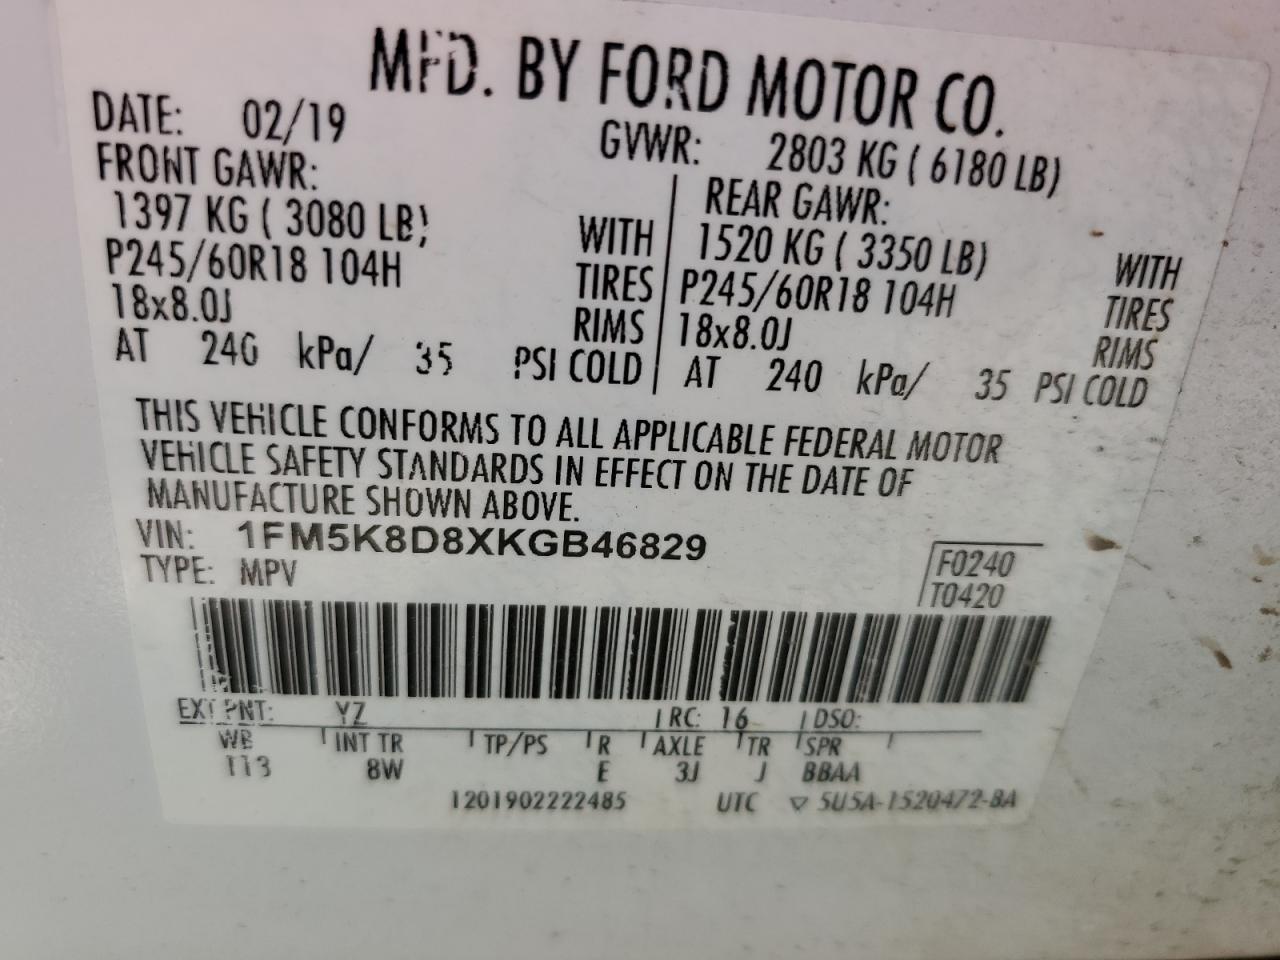 MFD. BY FORD MOTOR CO.
DATE: 02/19 GVWR: 2803 KG ( 6180 LB)
FRONT GAWR: REAR GAWR:
1397 KG ( 3080 LB) WITH 1520 KG ( 3350 LB) WITH
P245/60R18 104H TIRES P245/60R18 104H TIRES
18x8.0J RIMS 18x8.0J RIMS
AT 240 kPa/ 35 PSI COLD AT 240 kPa/ 35 PSI COLD
THIS VEHICLE CONFORMS TO ALL APPLICABLE FEDERAL MOTOR
VEHICLE SAFETY STANDARDS IN EFFECT ON THE DATE OF
MANUFACTURE SHOWN ABOVE.
VIN: 1FM5K8D8XKGB46829
TYPE: MPV
F0240
T0420
EXT PNT: YZ RC: 16 DSO:
WB INT TR TP/PS R AXLE TR SPR
113 8W E 3J J BBAA
1201902222485 UTC ▽ 5U5A-1520472-BA